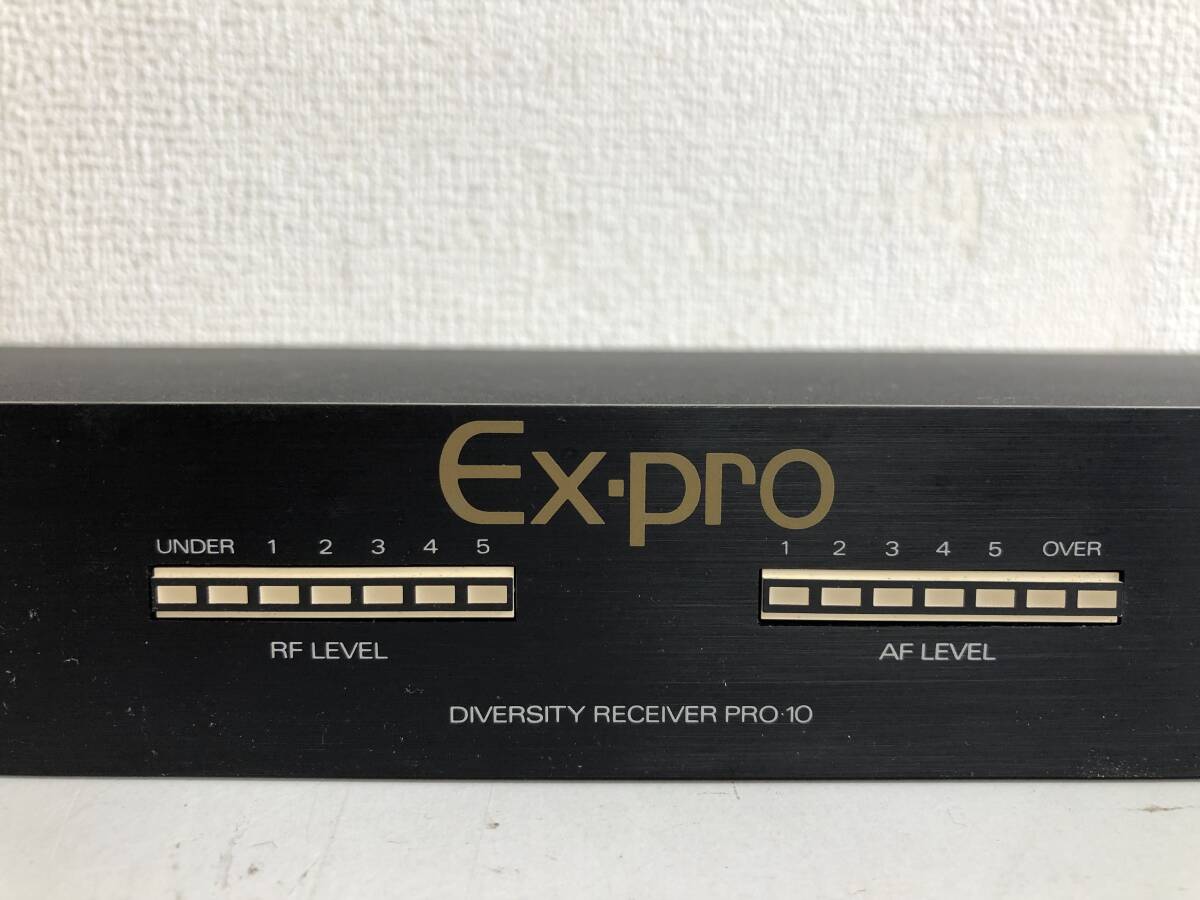 Ex·pro
UNDER 1 2 3 4 5
RF LEVEL
1 2 3 4 5 OVER
AF LEVEL
DIVERSITY RECEIVER PRO·10